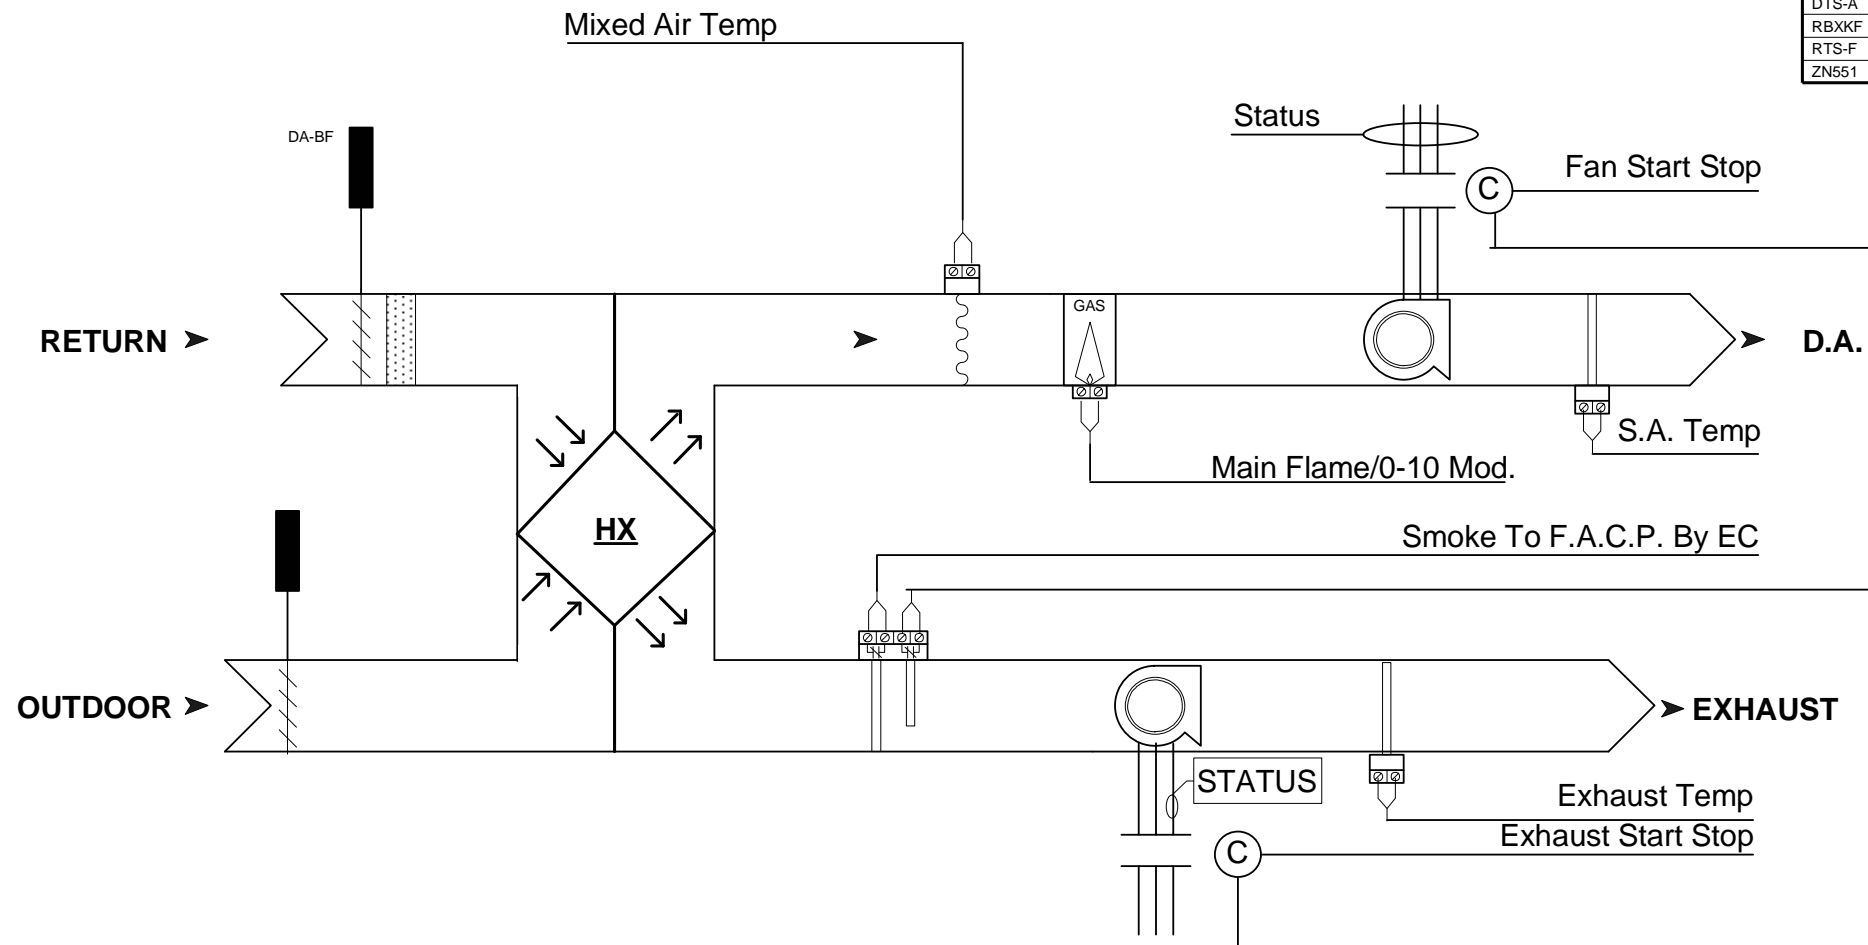 Mixed Air Temp
DTS-A
RBXKF
RTS-F
ZN551
Status
DA-BF
Fan Start Stop
C
GAS
RETURN
D.A.
S.A. Temp
Main Flame/0-10 Mod.
HX
Smoke To F.A.C.P. By EC
OUTDOOR
EXHAUST
STATUS
Exhaust Temp
Exhaust Start Stop
C